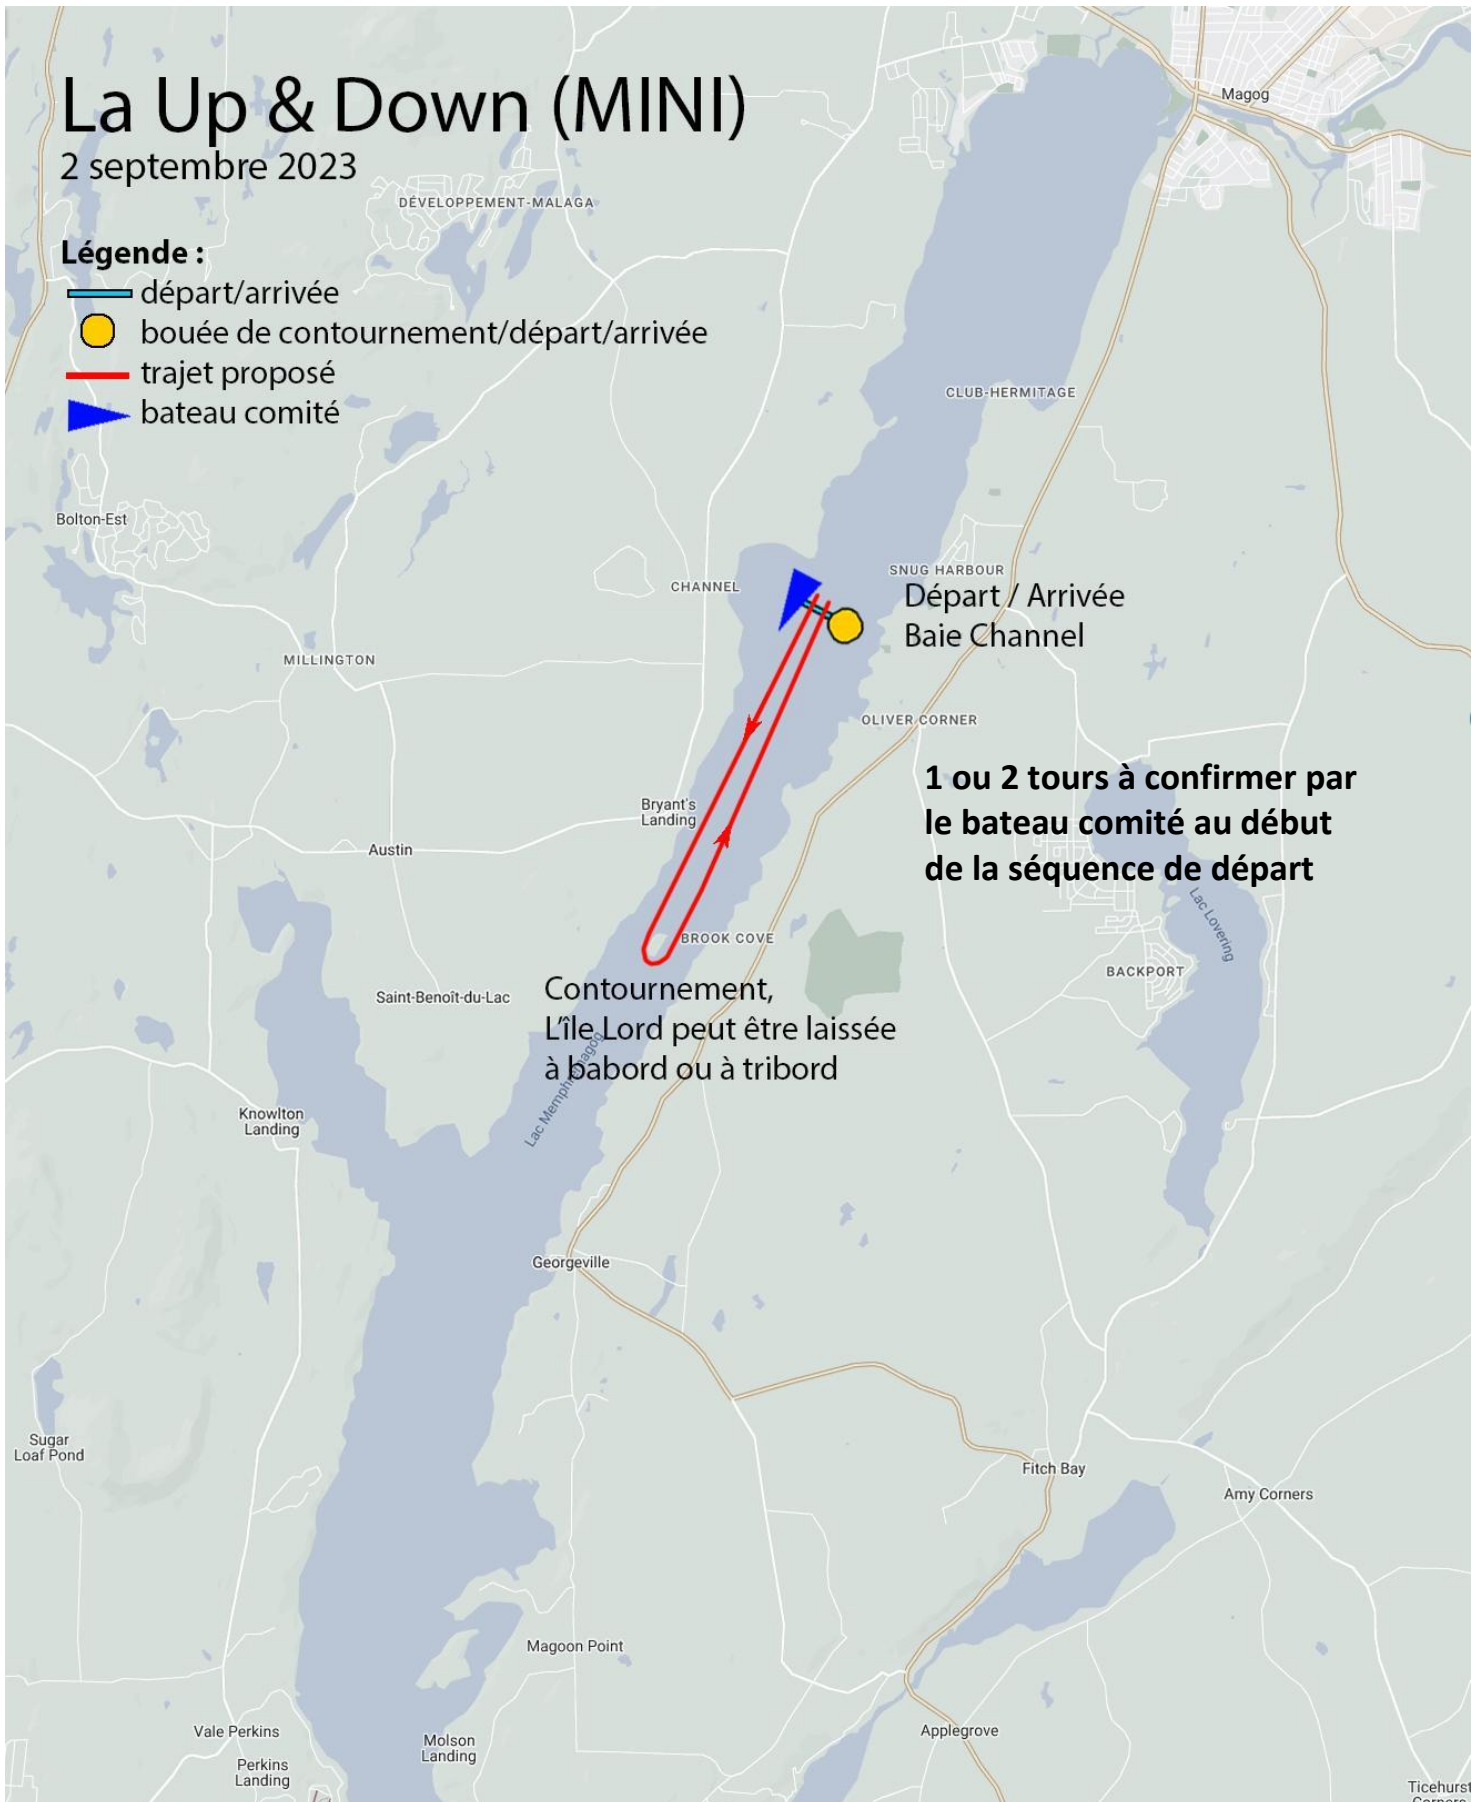 La Up & Down (MINI)
2 septembre 2023
Légende :
départ/arrivée
bouée de contournement/départ/arrivée
trajet proposé
bateau comité
Magog
DÉVELOPPEMENT-MALAGA
CLUB-HERMITAGE
Bolton-Est
SNUG HARBOUR
CHANNEL
Départ / Arrivée
Baie Channel
MILLINGTON
OLIVER CORNER
1 ou 2 tours à confirmer par
le bateau comité au début
de la séquence de départ
Bryant's
Landing
Austin
Lac Lovering
BROOK COVE
BACKPORT
Saint-Benoît-du-Lac
Contournement,
L'île Lord peut être laissée
à babord ou à tribord
Lac Memphremagog
Knowlton
Landing
Georgeville
Sugar
Loaf Pond
Fitch Bay
Amy Corners
Magoon Point
Vale Perkins
Molson
Landing
Applegrove
Perkins
Landing
Ticehurst
Corners